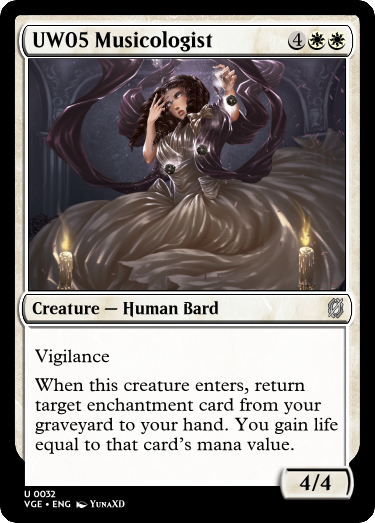 UW05 Musicologist 4
Creature — Human Bard
Vigilance
When this creature enters, return
target enchantment card from your
graveyard to your hand. You gain life
equal to that card's mana value.
4/4
U 0032
VGE • ENG YunaXD